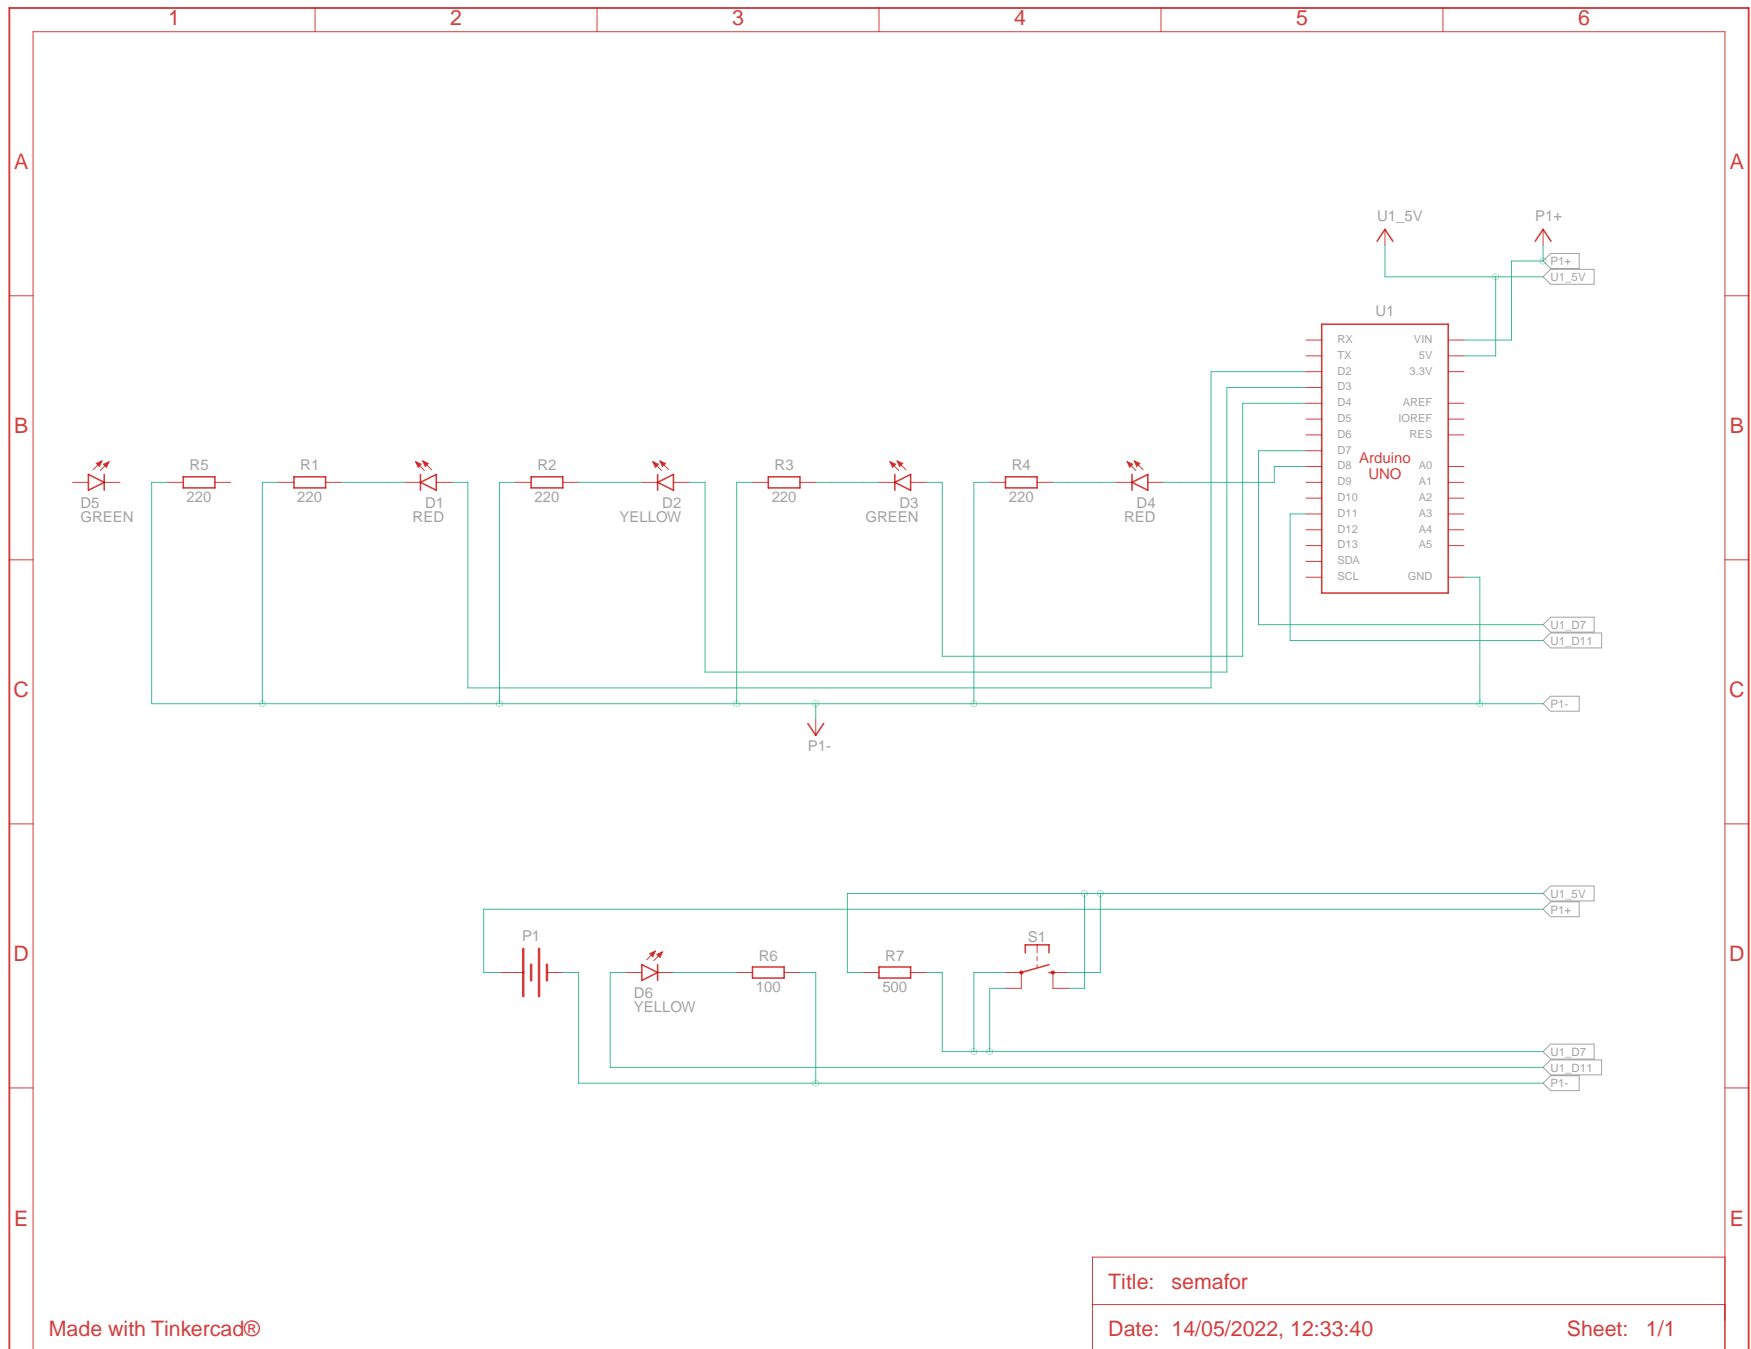 1 2 3 4 5 6
A A
U1_5V P1+
P1+
U1_5V
U1
RX VIN
TX 5V
D2 3.3V
D3
D4 AREF
B D5 IOREF B
D6 RES
D7
Arduino
D8 A0
UNO
D9 A1
D10 A2
D11 A3
D12 A4
D13 A5
SDA
SCL GND
R5 R1 R2 R3 R4
220 220 220 220 220
D5 D1 D2 D3 D4
GREEN RED YELLOW GREEN RED
U1_D7
U1_D11
C C
P1-
P1-
U1_5V
P1+
P1 S1
D D
R6 R7
100 500
D6
YELLOW
U1_D7
U1_D11
P1-
E E
Title: semafor
Made with Tinkercad®
Date: 14/05/2022, 12:33:40 Sheet: 1/1